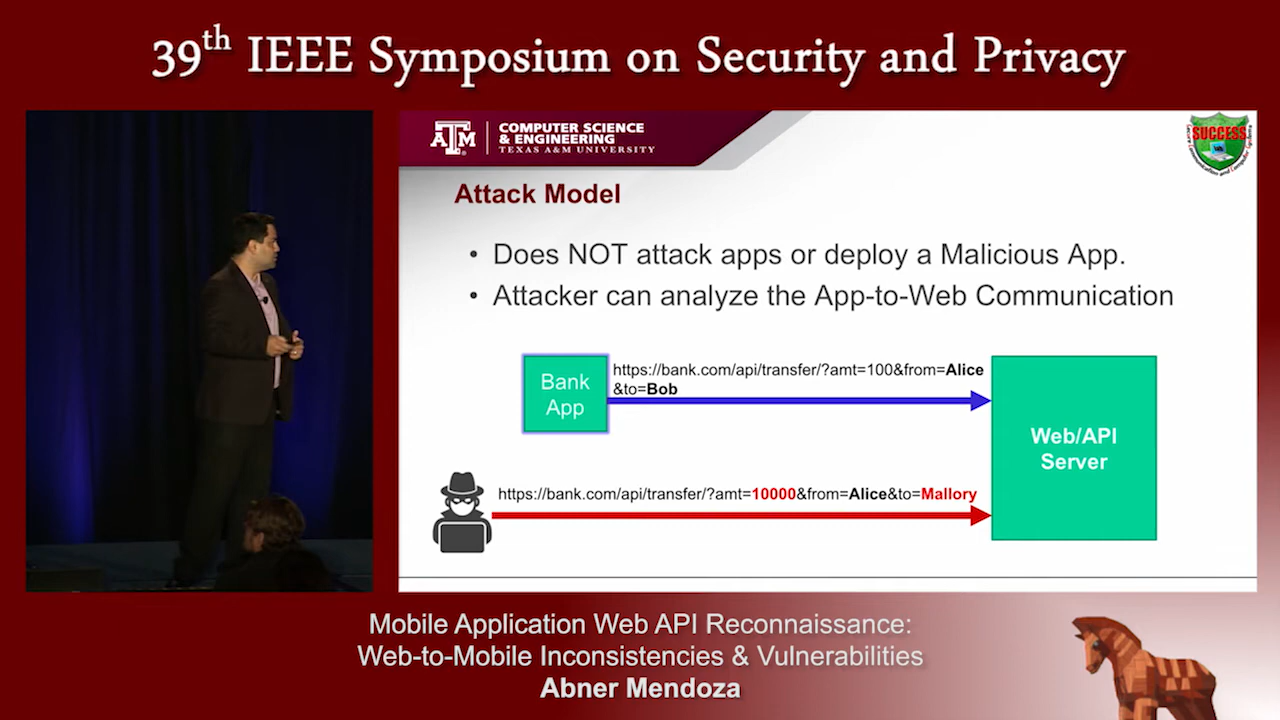 39th IEEE Symposium on Security and Privacy
ATM
COMPUTER SCIENCE
& ENGINEERING
TEXAS A&M UNIVERSITY
SUCCESS
Attack Model
• Does NOT attack apps or deploy a Malicious App.
• Attacker can analyze the App-to-Web Communication
Bank
App
https://bank.com/api/transfer/?amt=100&from=Alice
&to=Bob
Web/API
Server
https://bank.com/api/transfer/?amt=10000&from=Alice&to=Mallory
Mobile Application Web API Reconnaissance:
Web-to-Mobile Inconsistencies & Vulnerabilities
Abner Mendoza